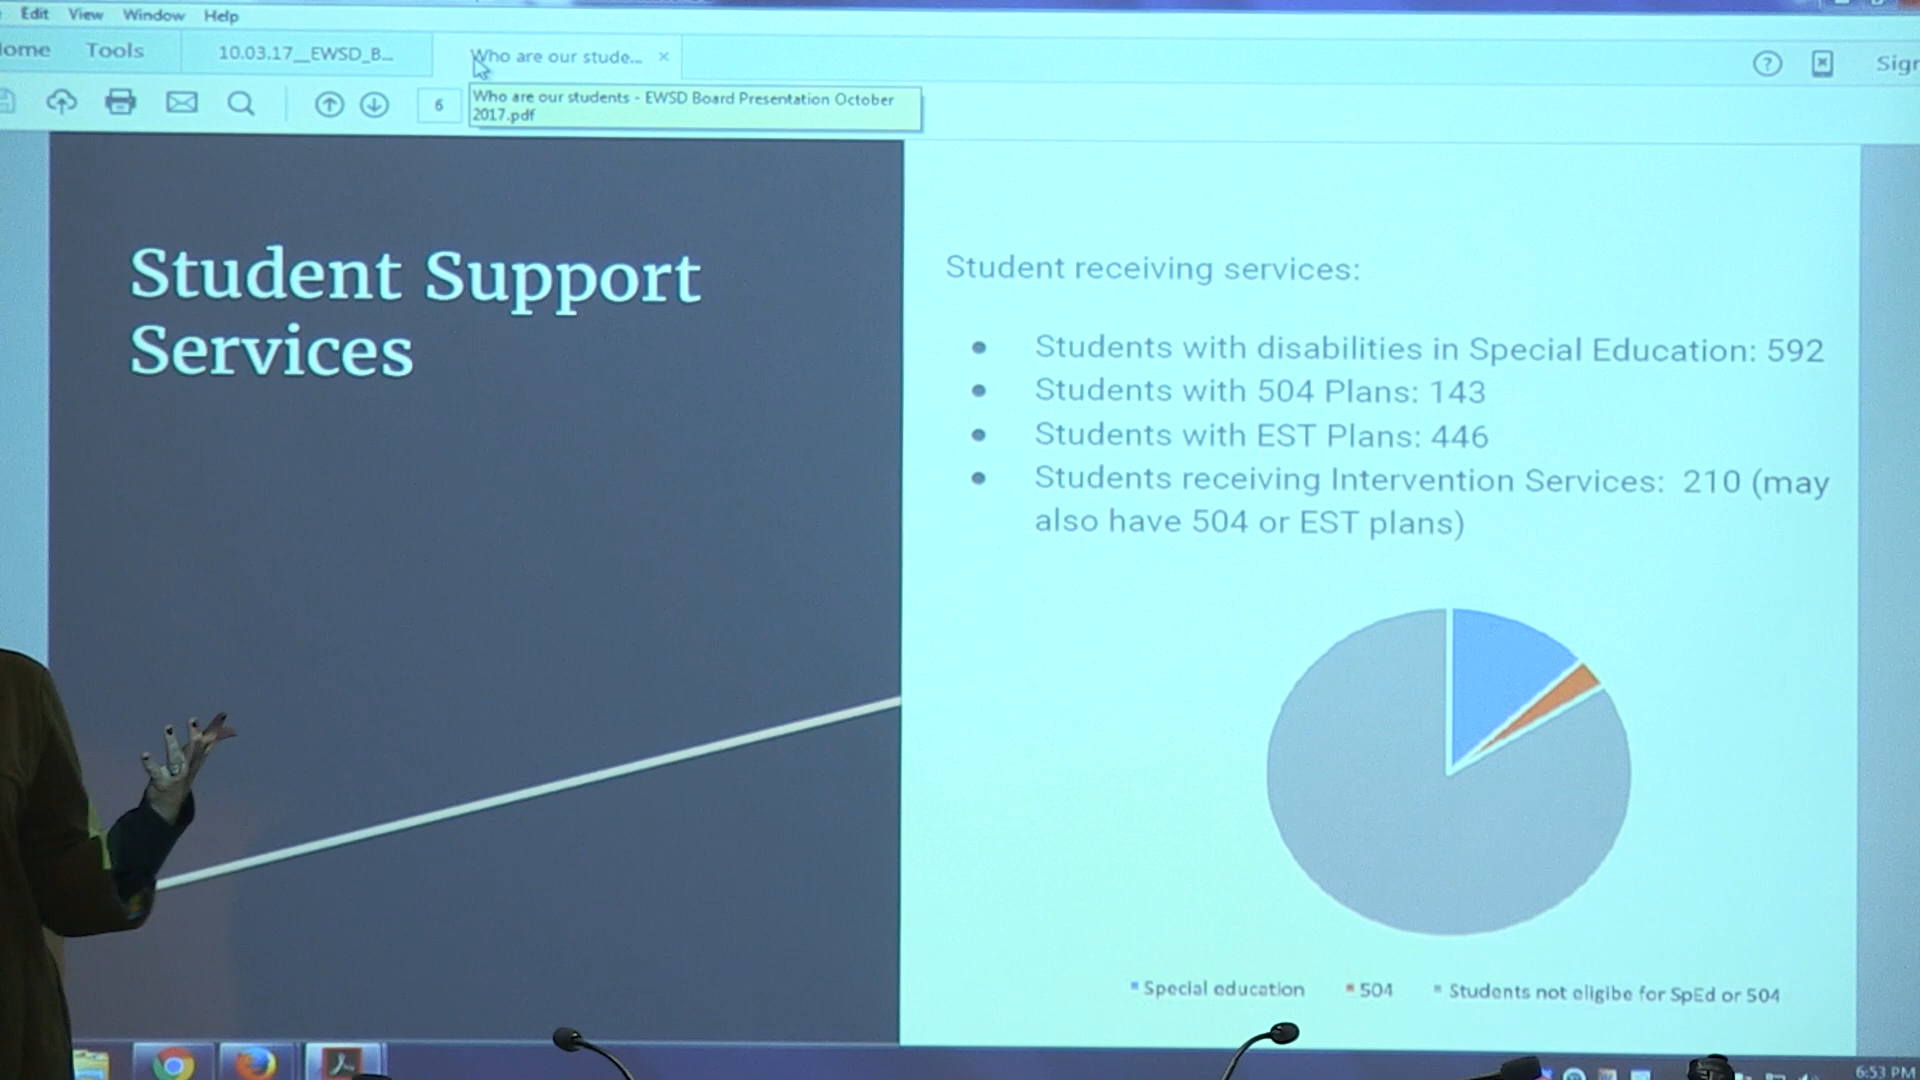 Edit View Window Help
ome Tools 10.03.17__EWSD_B... Who are our stude... ×
Sign
6
Who are our students - EWSD Board Presentation October
2017.pdf
Student Support
Services
Student receiving services:
Students with disabilities in Special Education: 592
Students with 504 Plans: 143
Students with EST Plans: 446
Students receiving Intervention Services: 210 (may
also have 504 or EST plans)
Special education 504 Students not eligibe for SpEd or 504
6:53 PM